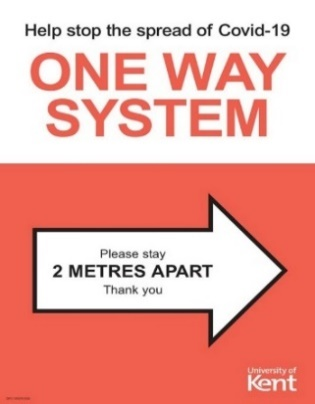 Help stop the spread of Covid-19
ONE WAY
SYSTEM
Please stay
2 METRES APART
Thank you
University of
Kent